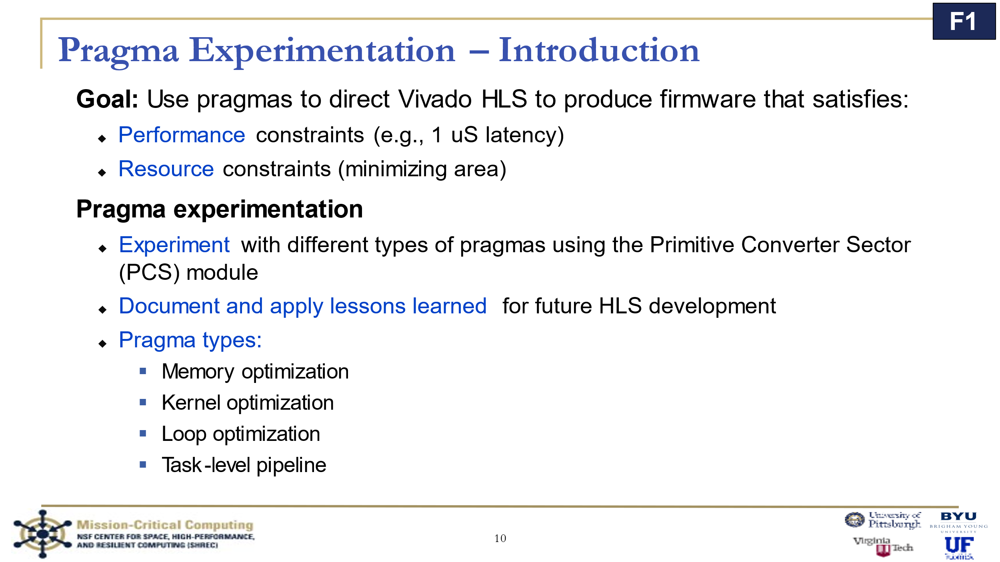 F1
Pragma Experimentation – Introduction
Goal: Use pragmas to direct Vivado HLS to produce firmware that satisfies:
Performance constraints (e.g., 1 uS latency)
Resource constraints (minimizing area)
Pragma experimentation
Experiment with different types of pragmas using the Primitive Converter Sector
(PCS) module
Document and apply lessons learned for future HLS development
Pragma types:
Memory optimization
Kernel optimization
Loop optimization
Task-level pipeline
Mission-Critical Computing
NSF CENTER FOR SPACE, HIGH-PERFORMANCE,
AND RESILIENT COMPUTING (SHREC)
10
University of
Pittsburgh
BYU
BRIGHAM YOUNG
UNIVERSITY
Virginia
Tech
UF
FLORIDA